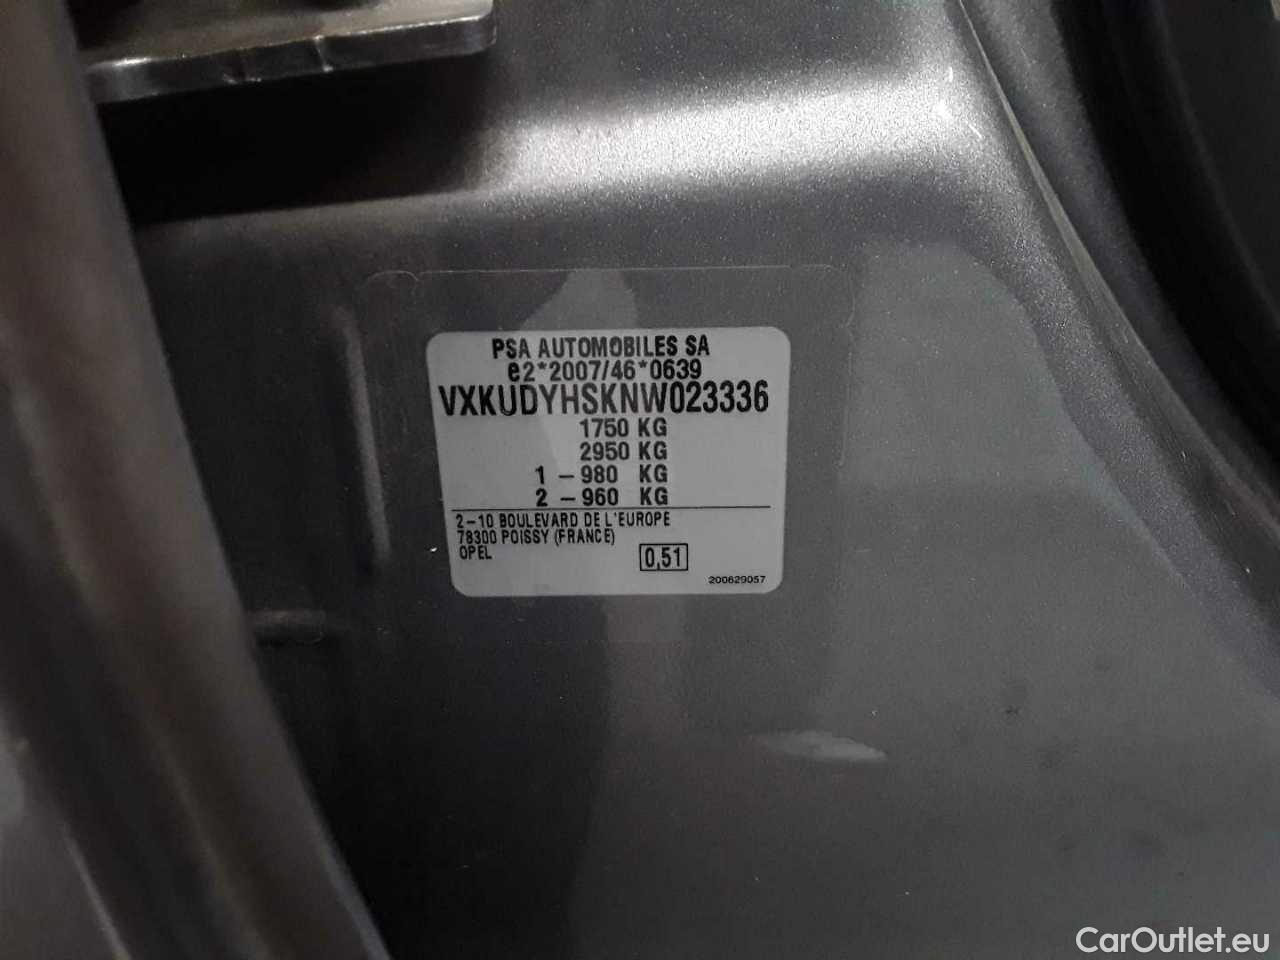 PSA AUTOMOBILES SA
e2*2007/46*0639
VXKUDYHSKNW023336
1750 KG
2950 KG
1 - 980 KG
2 - 960 KG
2-10 BOULEVARD DE L'EUROPE
78300 POISSY (FRANCE)
OPEL
0,51
200629057
CarOutlet.eu